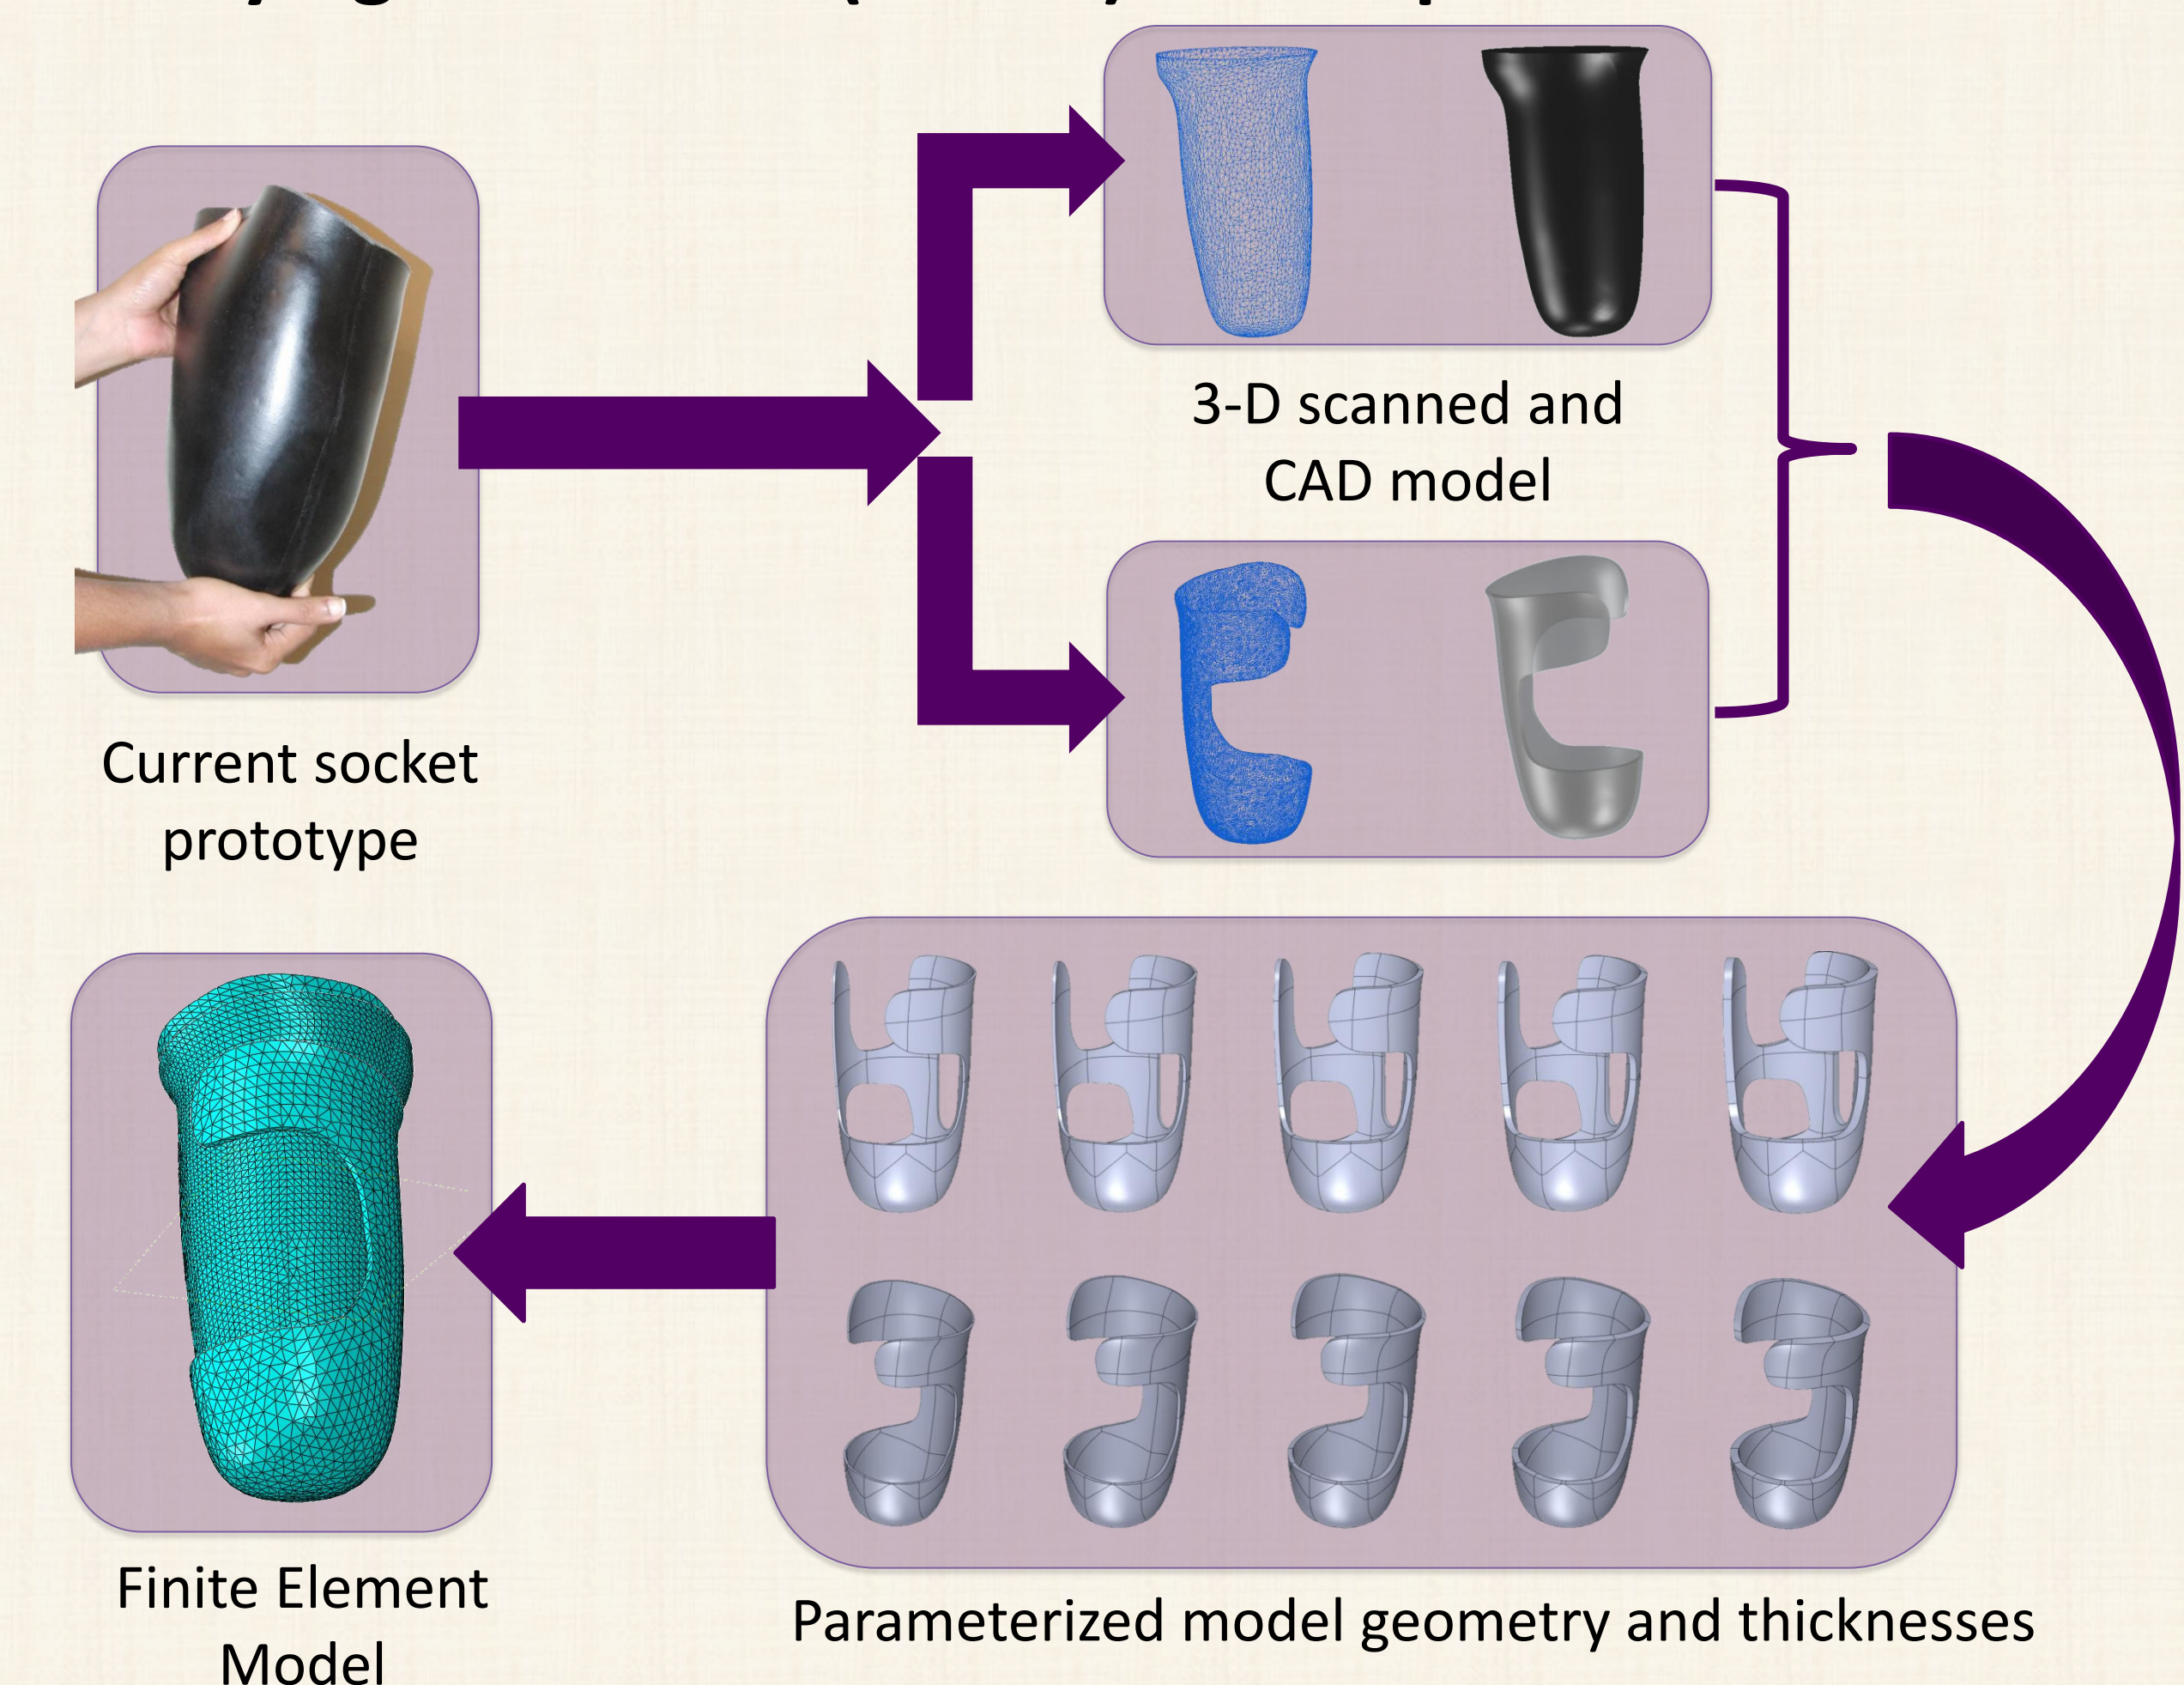 3-D scanned and
CAD model
Current socket
prototype
Finite Element
Model
Parameterized model geometry and thicknesses